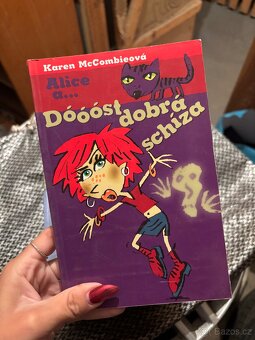 Karen McCombieová
Alice
a...
Dóóóst
dobrá
schíza
Bazos.cz